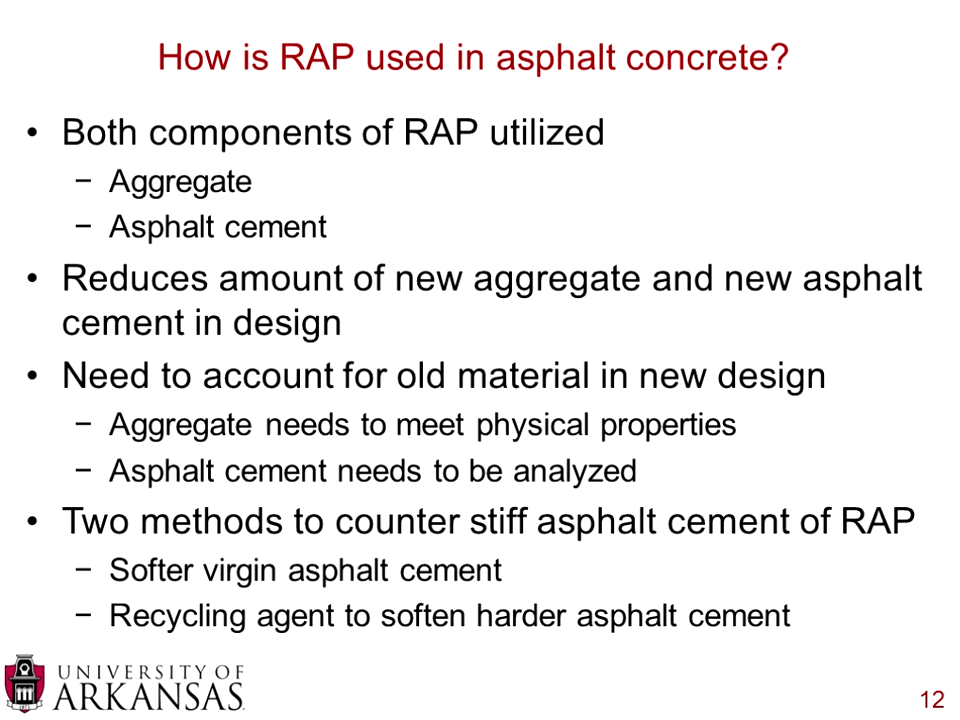 How is RAP used in asphalt concrete?
• Both components of RAP utilized
− Aggregate
− Asphalt cement
• Reduces amount of new aggregate and new asphalt
cement in design
• Need to account for old material in new design
− Aggregate needs to meet physical properties
− Asphalt cement needs to be analyzed
• Two methods to counter stiff asphalt cement of RAP
− Softer virgin asphalt cement
− Recycling agent to soften harder asphalt cement
UNIVERSITY OF
ARKANSAS
12